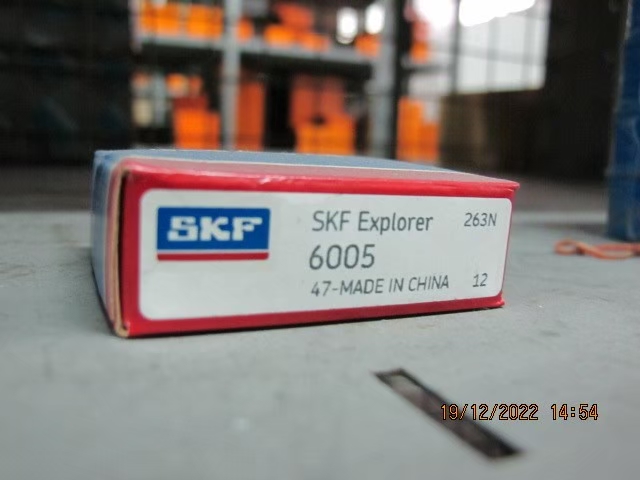 SKF
SKF Explorer 263N
6005
47-MADE IN CHINA 12
19/12/2022 14:54